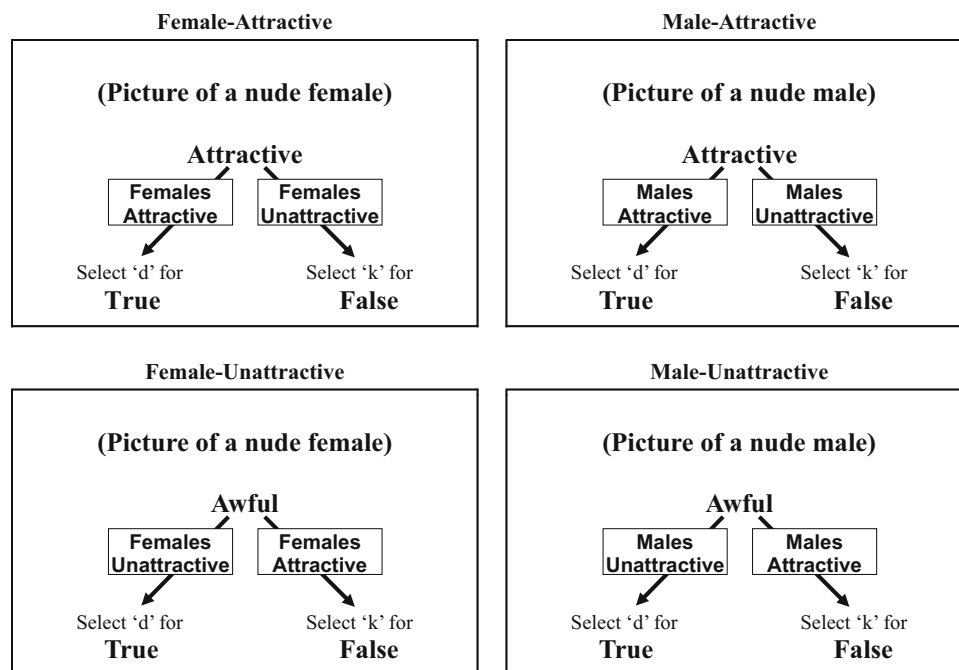 Female-Attractive
(Picture of a nude female)
Attractive
Females
Attractive
Females
Unattractive
Select ‘d’ for
True
Select ‘k’ for
False
Male-Attractive
(Picture of a nude male)
Attractive
Males
Attractive
Males
Unattractive
Select ‘d’ for
True
Select ‘k’ for
False
Female-Unattractive
(Picture of a nude female)
Awful
Females
Unattractive
Females
Attractive
Select ‘d’ for
True
Select ‘k’ for
False
Male-Unattractive
(Picture of a nude male)
Awful
Males
Unattractive
Males
Attractive
Select ‘d’ for
True
Select ‘k’ for
False